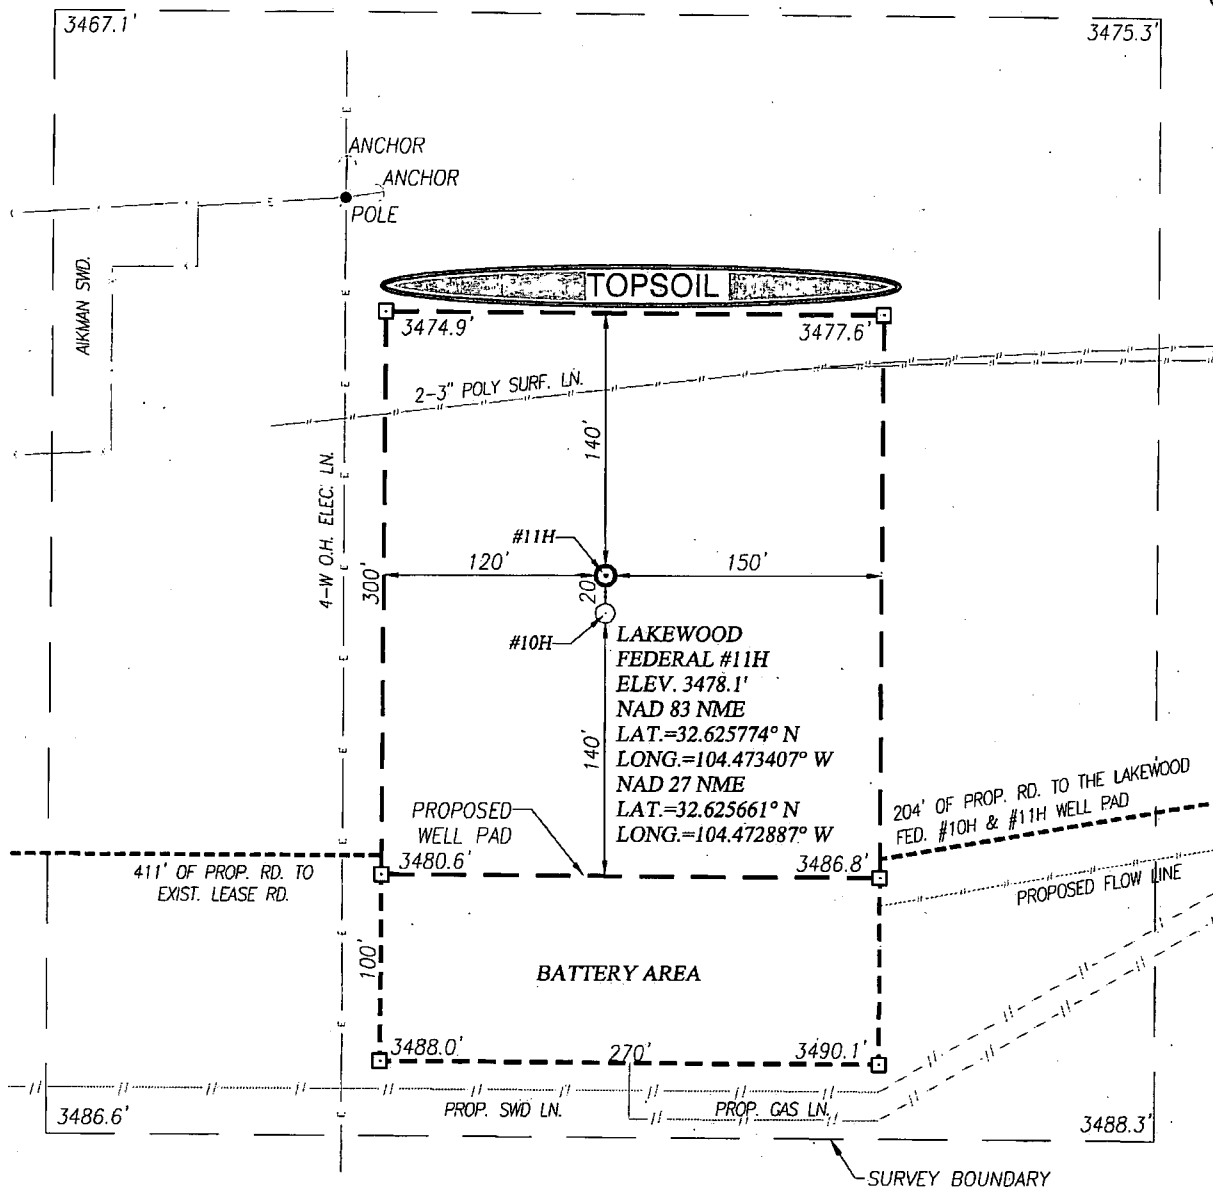 3467.1'
3475.3'
ANCHOR
ANCHOR
POLE
AIKMAN SWD.
TOPSOIL
3474.9'
3477.6'
2-3" POLY SURF. LN.
140'
4-W O.H. ELEC. LN.
#11H
120'
150'
300'
20'
#10H
LAKEWOOD
FEDERAL #11H
ELEV. 3478.1'
NAD 83 NME
LAT.=32.625774° N
LONG.=104.473407° W
NAD 27 NME
LAT.=32.625661° N
LONG.=104.472887° W
140'
PROPOSED
WELL PAD
204' OF PROP. RD. TO THE LAKEWOOD
FED. #10H & #11H WELL PAD
3480.6'
3486.8'
411' OF PROP. RD. TO
EXIST. LEASE RD.
PROPOSED FLOW LINE
100'
BATTERY AREA
3488.0'
270'
3490.1'
PROP. SWD LN.
PROP. GAS LN.
3486.6'
3488.3'
SURVEY BOUNDARY